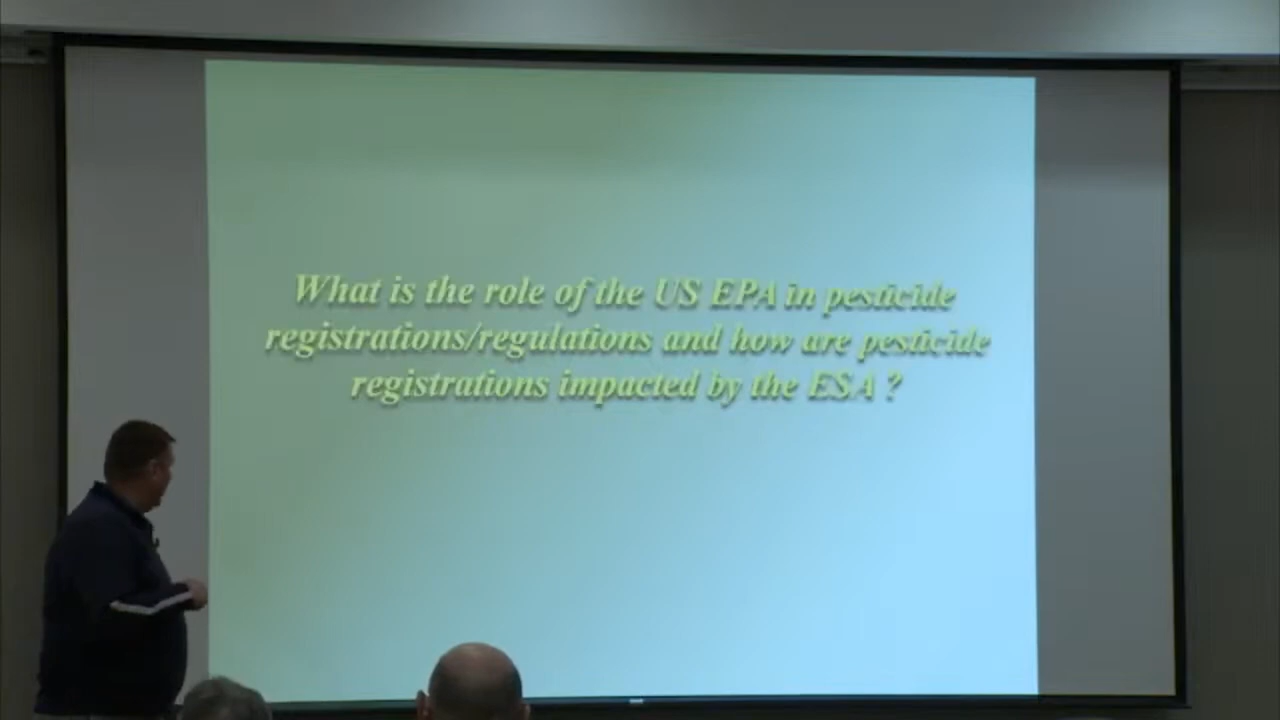 What is the role of the US EPA in pesticide
registrations/regulations and how are pesticide
registrations impacted by the ESA ?